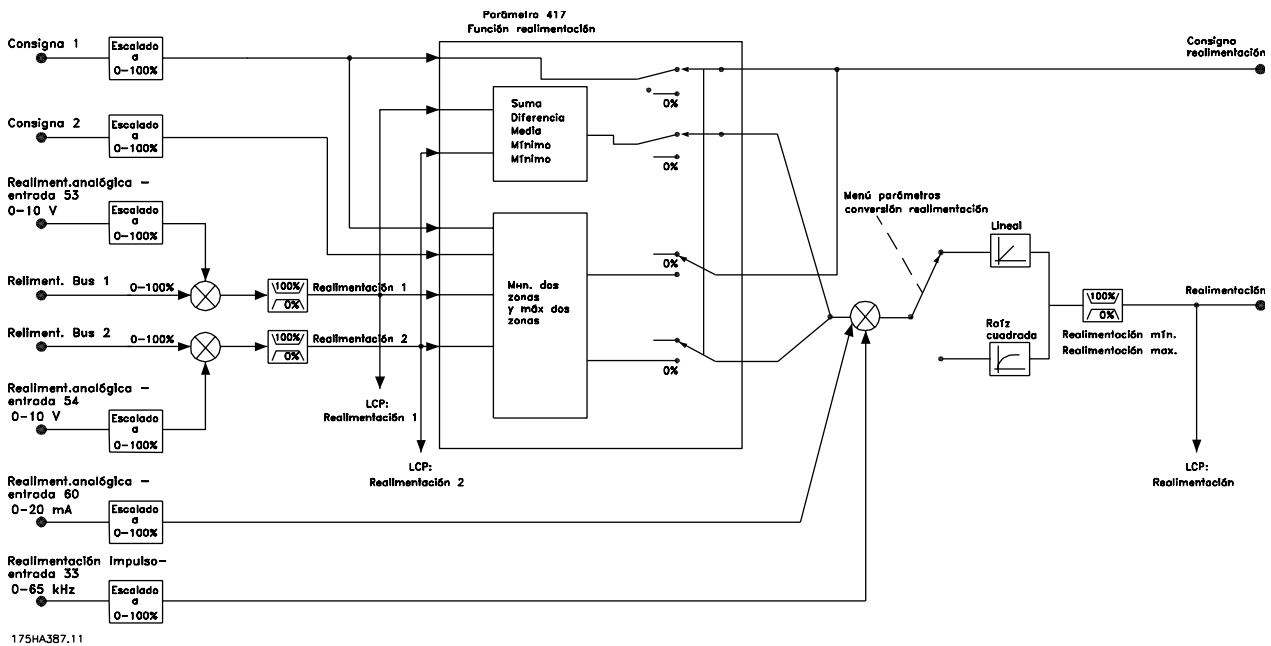 Parámetro 417
Función realimentación
Consigna 1
Escalado
a
0-100%
Consigna
realimentación
Consigna 2
Escalado
a
0-100%
Suma
Diferencia
Media
Mínimo
Mínimo
0%
0%
Realiment.analógica -
entrada 53
0-10 V
Escalado
a
0-100%
Menú parámetros
conversión realimentación
Lineal
Reliment. Bus 1
0-100%
\100%/
/0%\
Realimentación 1
Mнn. dos
zonas
y máx dos
zonas
0%
0%
Realimentación
Reliment. Bus 2
0-100%
\100%/
/0%\
Realimentación 2
Raíz
cuadrada
\100%/
/0%\
Realimentación mín.
Realimentación max.
Realiment.analógica -
entrada 54
0-10 V
Escalado
a
0-100%
LCP:
Realimentación 1
LCP:
Realimentación 2
LCP:
Realimentación
Realiment.analógica -
entrada 60
0-20 mA
Escalado
a
0-100%
Realimentación impulso-
entrada 33
0-65 kHz
Escalado
a
0-100%
175HA387.11